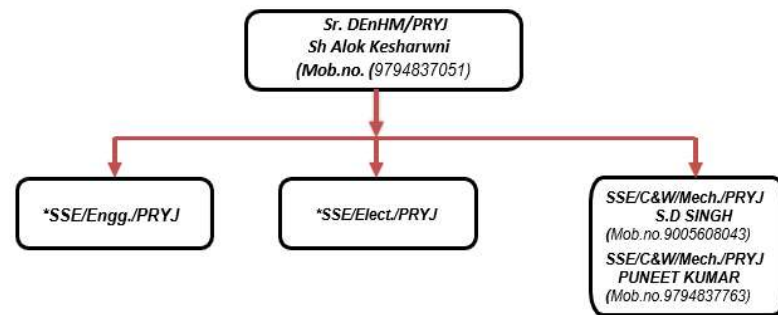 Sr. DEnHM/PRYJ
Sh Alok Kesharwni
(Mob.no. (9794837051)
*SSE/Engg./PRYJ
*SSE/Elect./PRYJ
SSE/C&W/Mech./PRYJ
S.D SINGH
(Mob.no.9005608043)
SSE/C&W/Mech./PRYJ
PUNEET KUMAR
(Mob.no.9794837763)